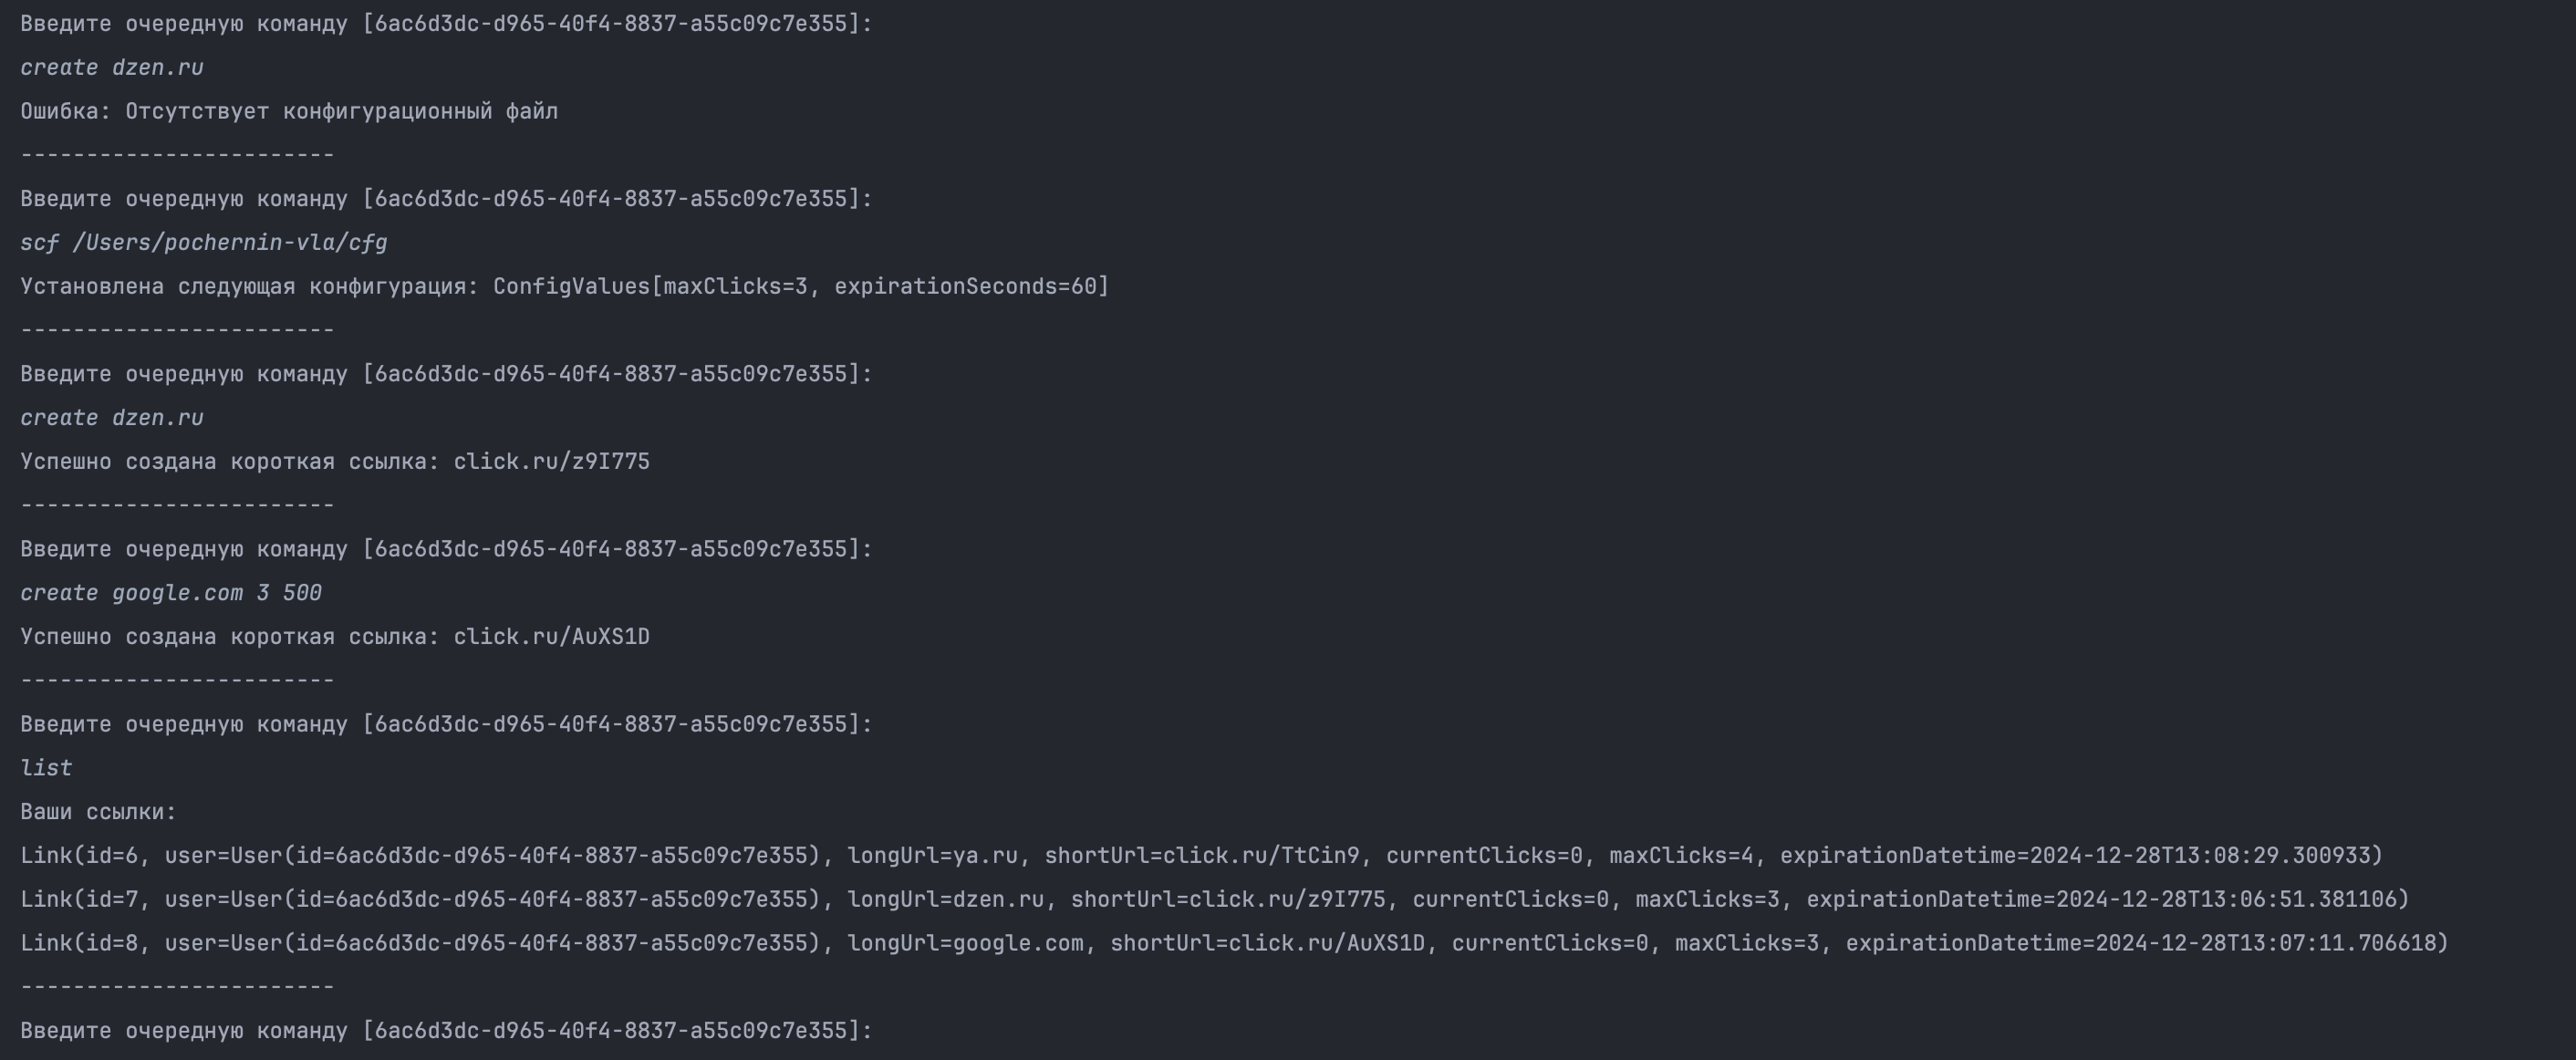 Введите очередную команду [6ac6d3dc-d965-40f4-8837-a55c09c7e355]:
create dzen.ru
Ошибка: Отсутствует конфигурационный файл
------------------------
Введите очередную команду [6ac6d3dc-d965-40f4-8837-a55c09c7e355]:
scf /Users/pochernin-vla/cfg
Установлена следующая конфигурация: ConfigValues[maxClicks=3, expirationSeconds=60]
------------------------
Введите очередную команду [6ac6d3dc-d965-40f4-8837-a55c09c7e355]:
create dzen.ru
Успешно создана короткая ссылка: click.ru/z9I775
------------------------
Введите очередную команду [6ac6d3dc-d965-40f4-8837-a55c09c7e355]:
create google.com 3 500
Успешно создана короткая ссылка: click.ru/AuXS1D
------------------------
Введите очередную команду [6ac6d3dc-d965-40f4-8837-a55c09c7e355]:
list
Ваши ссылки:
Link(id=6, user=User(id=6ac6d3dc-d965-40f4-8837-a55c09c7e355), longUrl=ya.ru, shortUrl=click.ru/TtCin9, currentClicks=0, maxClicks=4, expirationDatetime=2024-12-28T13:08:29.300933)
Link(id=7, user=User(id=6ac6d3dc-d965-40f4-8837-a55c09c7e355), longUrl=dzen.ru, shortUrl=click.ru/z9I775, currentClicks=0, maxClicks=3, expirationDatetime=2024-12-28T13:06:51.381106)
Link(id=8, user=User(id=6ac6d3dc-d965-40f4-8837-a55c09c7e355), longUrl=google.com, shortUrl=click.ru/AuXS1D, currentClicks=0, maxClicks=3, expirationDatetime=2024-12-28T13:07:11.706618)
------------------------
Введите очередную команду [6ac6d3dc-d965-40f4-8837-a55c09c7e355]: